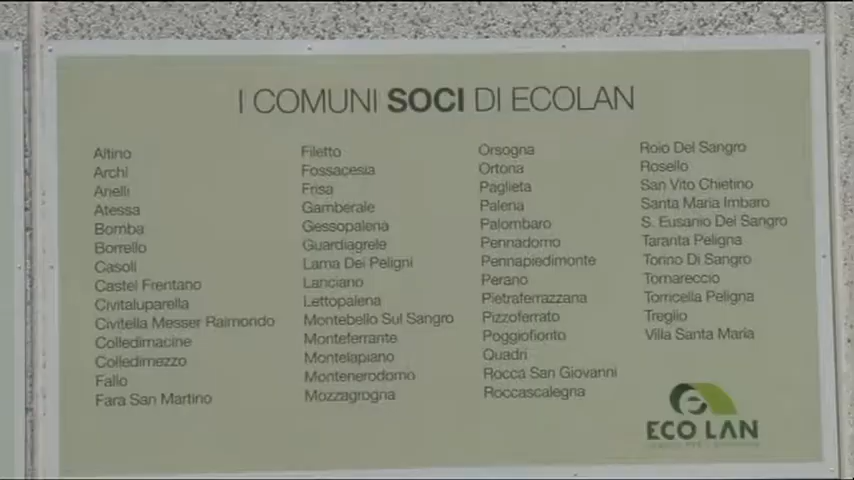 I COMUNI SOCI DI ECOLAN
Altino
Archi
Arielli
Atessa
Bomba
Borrello
Casoli
Castel Frentano
Civitaluparella
Civitella Messer Raimondo
Colledimacine
Colledimezzo
Fallo
Fara San Martino
Filetto
Fossacesia
Frisa
Gamberale
Gessopalena
Guardiagrele
Lama Dei Peligni
Lanciano
Lettopalena
Montebello Sul Sangro
Monteferrante
Montelapiano
Montenerodomo
Mozzagrogna
Orsogna
Ortona
Paglieta
Palena
Palombaro
Pennadomo
Pennapiedimonte
Perano
Pietraferrazzana
Pizzoferrato
Poggiofiorito
Quadri
Rocca San Giovanni
Roccascalegna
Roio Del Sangro
Rosello
San Vito Chietino
Santa Maria Imbaro
S. Eusanio Del Sangro
Taranta Peligna
Torino Di Sangro
Tornareccio
Torricella Peligna
Treglio
Villa Santa Maria
ECO LAN